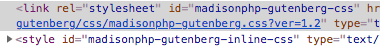 <link rel="stylesheet" id="madisonphp-gutenberg-css" hr
gutenberg/css/madisonphp-gutenberg.css?ver=1.2" type="t
▶<style id="madisonphp-gutenberg-inline-css" type="text/